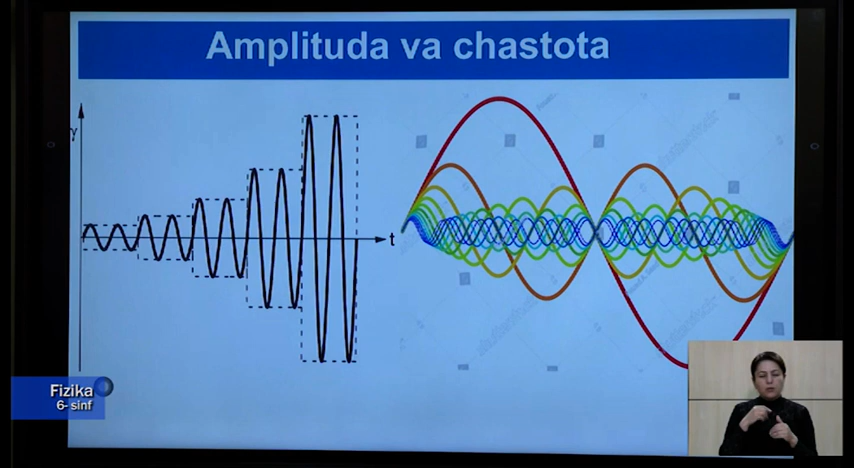 Amplituda va chastota
γ
t
Fizika
6- sinf